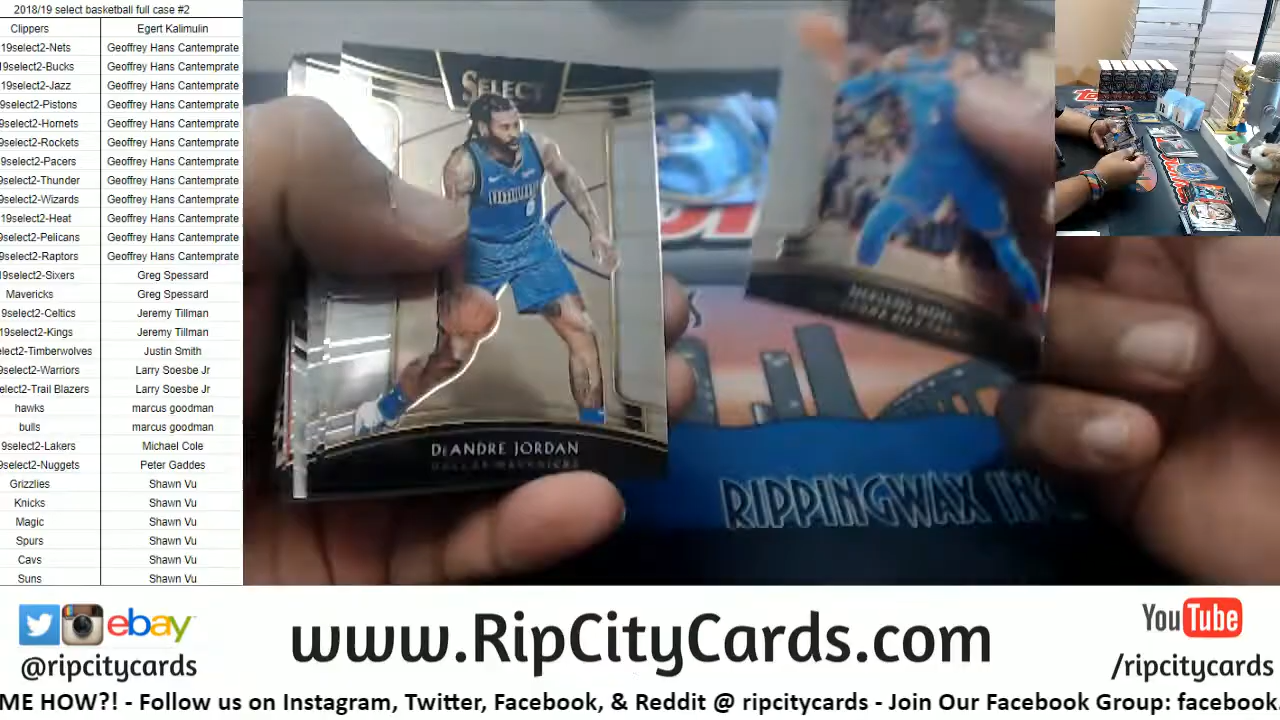 2018/19 select basketball full case #2
Clippers Egert Kalimulin
19select2-Nets Geoffrey Hans Cantemprate
19select2-Bucks Geoffrey Hans Cantemprate
19select2-Jazz Geoffrey Hans Cantemprate
9select2-Pistons Geoffrey Hans Cantemprate
9select2-Hornets Geoffrey Hans Cantemprate
9select2-Rockets Geoffrey Hans Cantemprate
9select2-Pacers Geoffrey Hans Cantemprate
9select2-Thunder Geoffrey Hans Cantemprate
9select2-Wizards Geoffrey Hans Cantemprate
19select2-Heat Geoffrey Hans Cantemprate
9select2-Pelicans Geoffrey Hans Cantemprate
9select2-Raptors Geoffrey Hans Cantemprate
19select2-Sixers Greg Spessard
Mavericks Greg Spessard
9select2-Celtics Jeremy Tillman
19select2-Kings Jeremy Tillman
elect2-Timberwolves Justin Smith
9select2-Warriors Larry Soesbe Jr
elect2-Trail Blazers Larry Soesbe Jr
hawks marcus goodman
bulls marcus goodman
9select2-Lakers Michael Cole
9select2-Nuggets Peter Gaddes
Grizzlies Shawn Vu
Knicks Shawn Vu
Magic Shawn Vu
Spurs Shawn Vu
Cavs Shawn Vu
Suns Shawn Vu
SELECT
DEANDRE JORDAN
DALLAS MAVERICKS
RIPPINGWAX
ebay
@ripcitycards
www.RipCityCards.com
YouTube
/ripcitycards
ME HOW?! - Follow us on Instagram, Twitter, Facebook, & Reddit @ ripcitycards - Join Our Facebook Group: facebook.